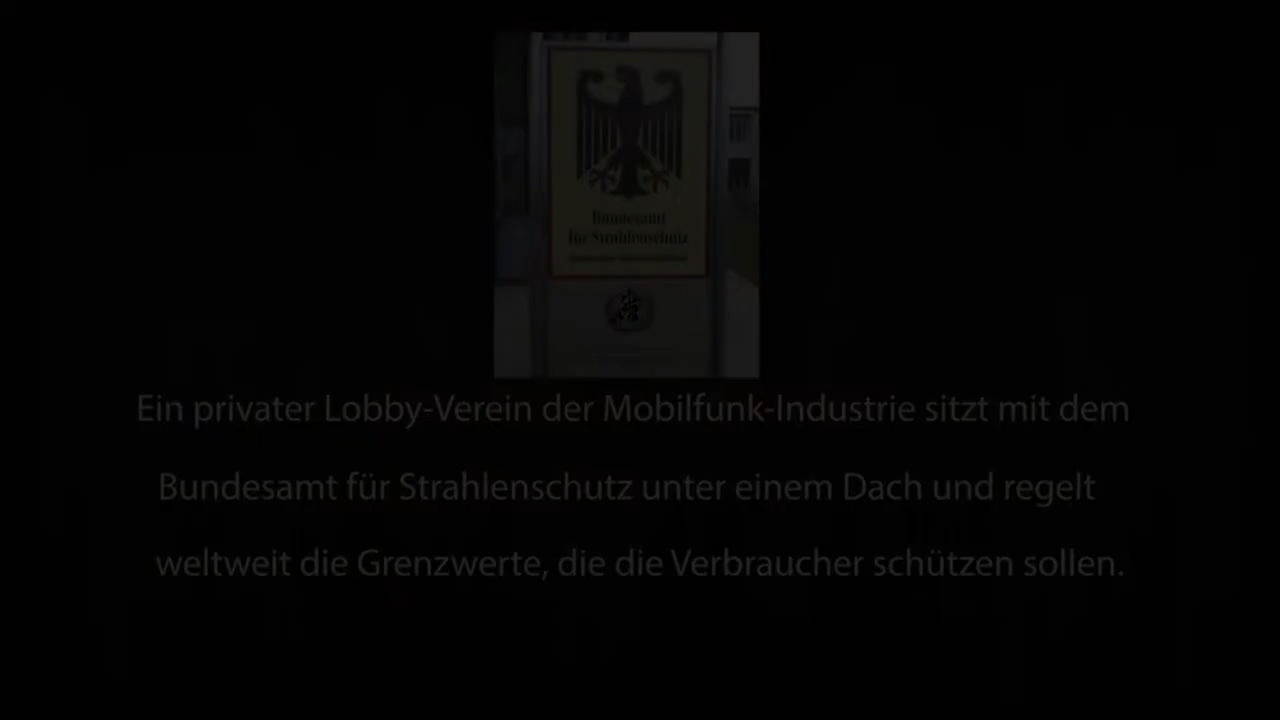 Bundesamt
für Strahlenschutz
Ein privater Lobby-Verein der Mobilfunk-Industrie sitzt mit dem
Bundesamt für Strahlenschutz unter einem Dach und regelt
weltweit die Grenzwerte, die die Verbraucher schützen sollen.